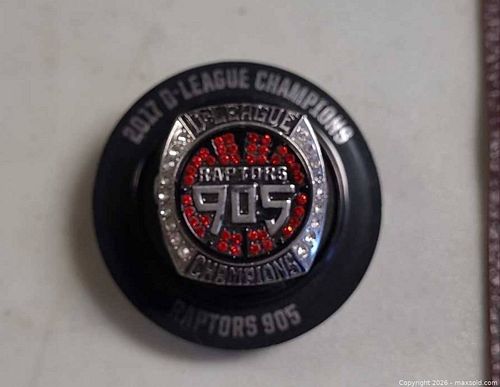 2017 D-LEAGUE CHAMPIONS
D-LEAGUE
RAPTORS
905
CHAMPIONS
RAPTORS 905
Copyright 2026 - maxsold.com